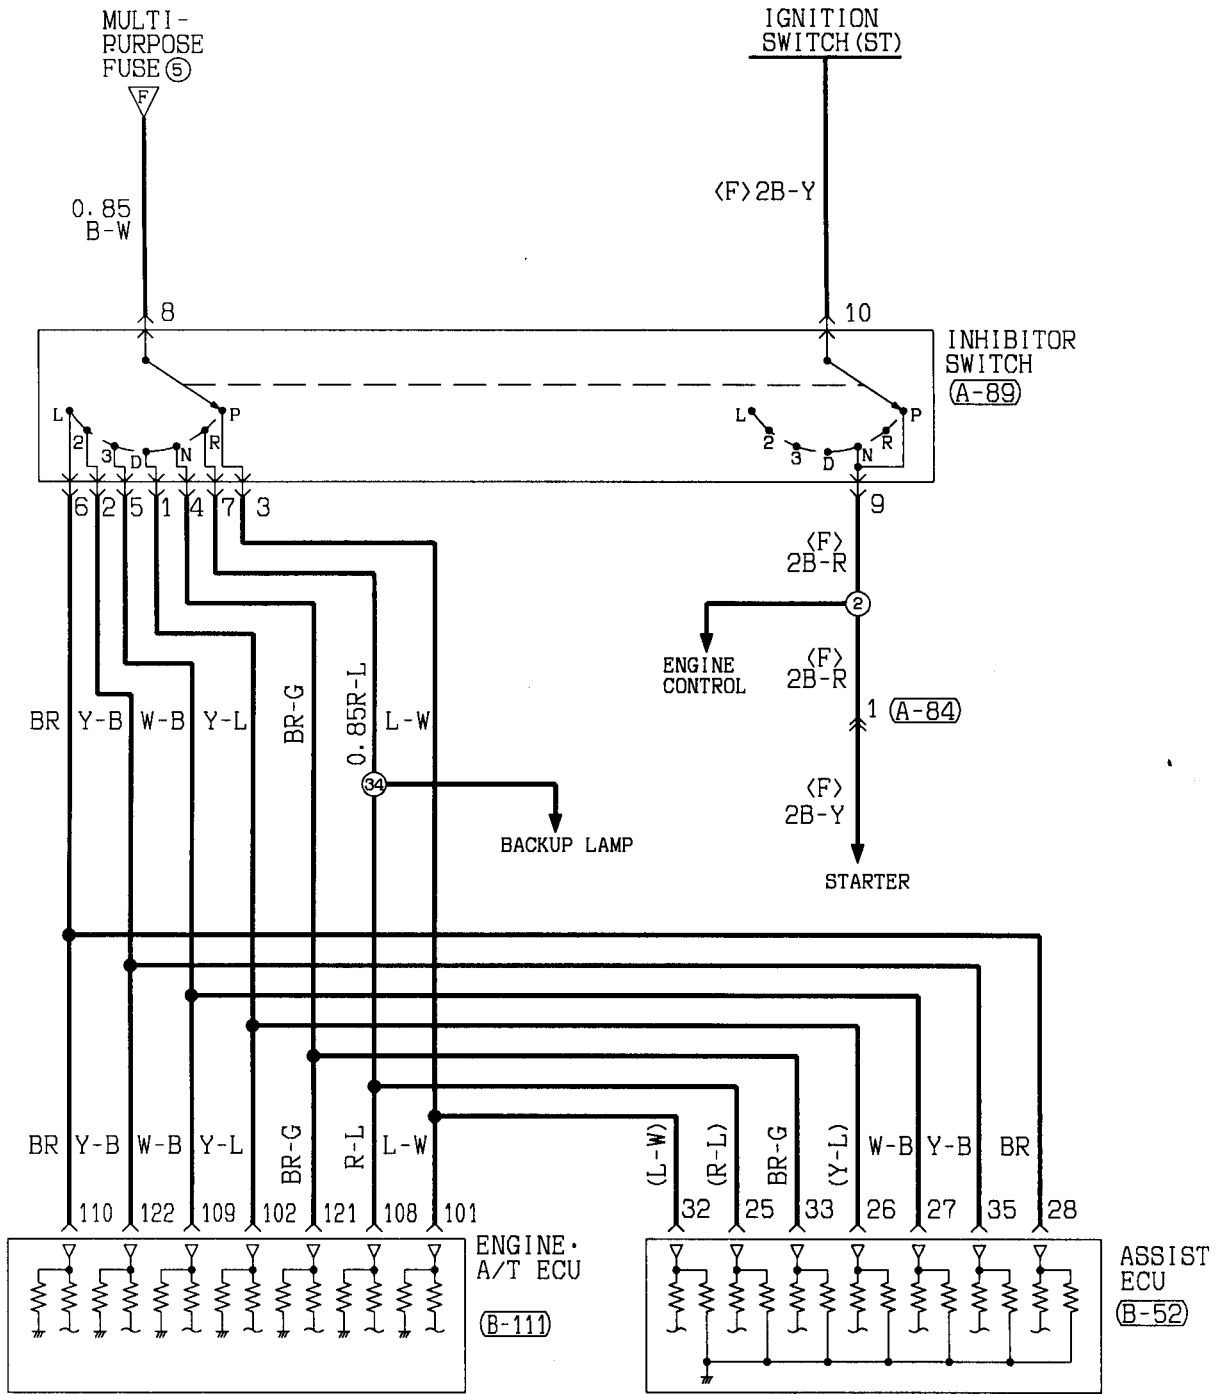 MULTI-
PURPOSE
FUSE ⑤
F
IGNITION
SWITCH(ST)
0.85
B-W
<F>2B-Y
8
10
INHIBITOR
SWITCH
(A-89)
L
2
3
D
N
R
P
L
2
3
D
N
R
P
6 2 5 1 4 7 3
9
<F>
2B-R
2
ENGINE
CONTROL
<F>
2B-R
1 (A-84)
BR Y-B W-B Y-L BR-G 0.85R-L L-W
34
BACKUP LAMP
<F>
2B-Y
STARTER
BR Y-B W-B Y-L BR-G R-L L-W
(L-W) (R-L) BR-G (Y-L) W-B Y-B BR
110 122 109 102 121 108 101
32 25 33 26 27 35 28
ENGINE·
A/T ECU
(B-111)
ASSIST
ECU
(B-52)